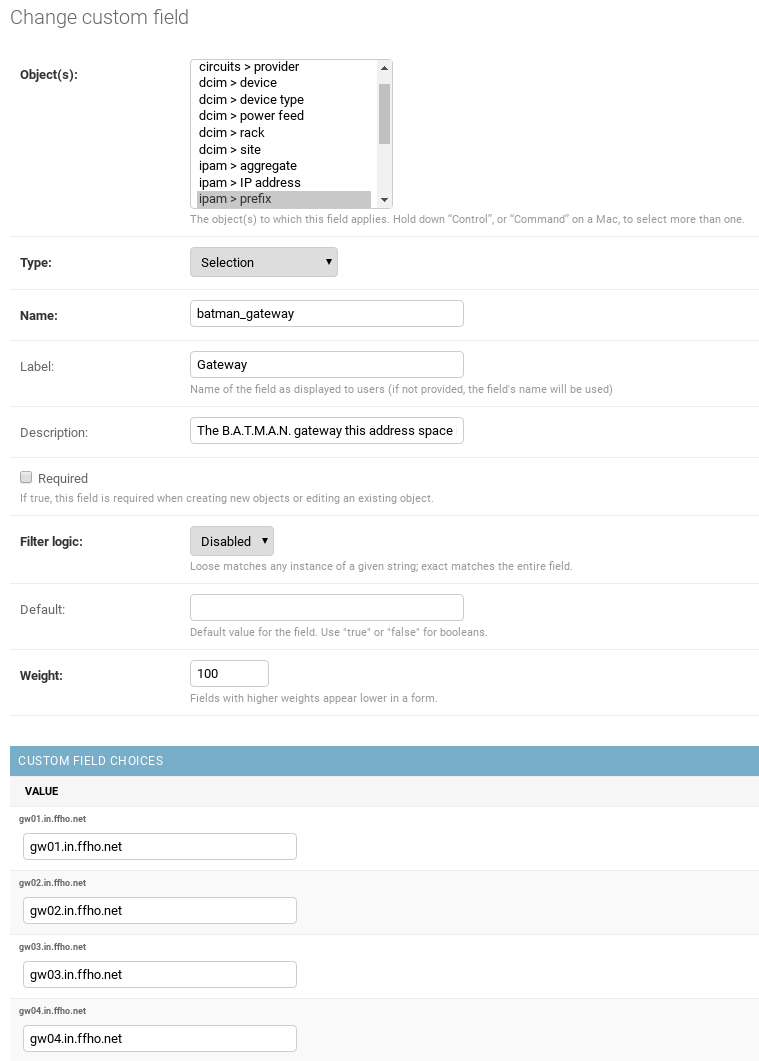 Change custom field
Object(s):
circuits > provider
dcim > device
dcim > device type
dcim > power feed
dcim > rack
dcim > site
ipam > aggregate
ipam > IP address
ipam > prefix
The object(s) to which this field applies. Hold down “Control”, or “Command” on a Mac, to select more than one.
Type:
Selection
Name:
batman_gateway
Label:
Gateway
Name of the field as displayed to users (if not provided, the field's name will be used)
Description:
The B.A.T.M.A.N. gateway this address space
Required
If true, this field is required when creating new objects or editing an existing object.
Filter logic:
Disabled
Loose matches any instance of a given string; exact matches the entire field.
Default:
Default value for the field. Use "true" or "false" for booleans.
Weight:
100
Fields with higher weights appear lower in a form.
CUSTOM FIELD CHOICES
VALUE
gw01.in.ffho.net
gw01.in.ffho.net
gw02.in.ffho.net
gw02.in.ffho.net
gw03.in.ffho.net
gw03.in.ffho.net
gw04.in.ffho.net
gw04.in.ffho.net